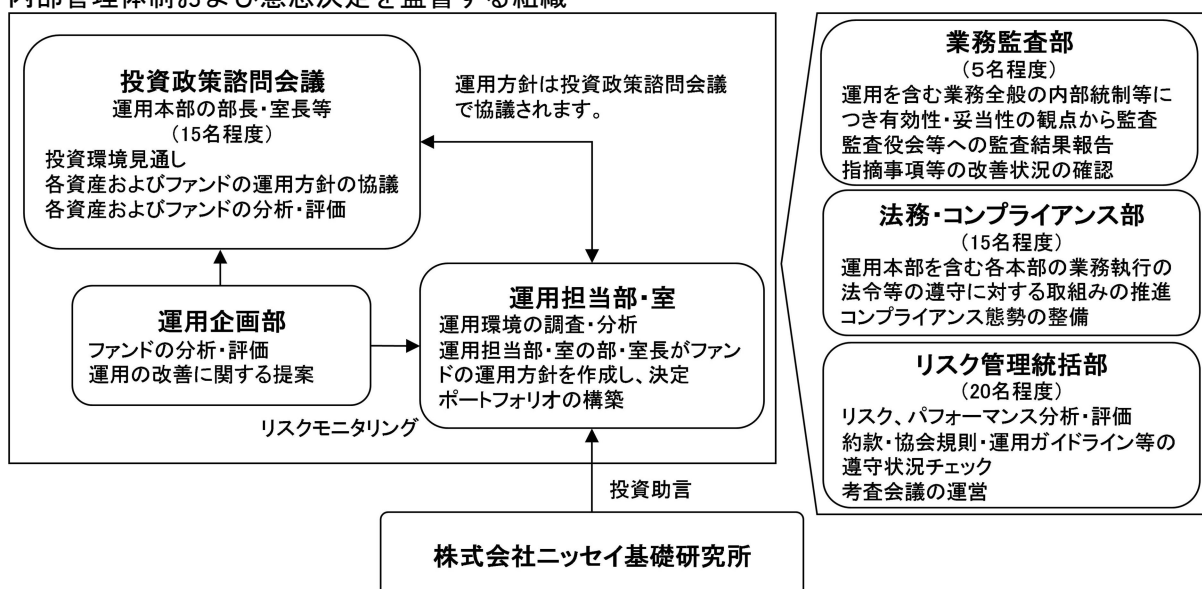 内部管理体制および意思決定を監督する組織
投資政策諮問会議
運用本部の部長・室長等
(15名程度)
投資環境見通し
各資産およびファンドの運用方針の協議
各資産およびファンドの分析・評価
運用方針は投資政策諮問会議
で協議されます。
運用企画部
ファンドの分析・評価
運用の改善に関する提案
運用担当部・室
運用環境の調査・分析
運用担当部・室の部・室長がファン
ドの運用方針を作成し、決定
ポートフォリオの構築
リスクモニタリング
投資助言
株式会社ニッセイ基礎研究所
業務監査部
(5名程度)
運用を含む業務全般の内部統制等に
つき有効性・妥当性の観点から監査
監査役会等への監査結果報告
指摘事項等の改善状況の確認
法務・コンプライアンス部
(15名程度)
運用本部を含む各本部の業務執行の
法令等の遵守に対する取組みの推進
コンプライアンス態勢の整備
リスク管理統括部
(20名程度)
リスク、パフォーマンス分析・評価
約款・協会規則・運用ガイドライン等の
遵守状況チェック
考査会議の運営